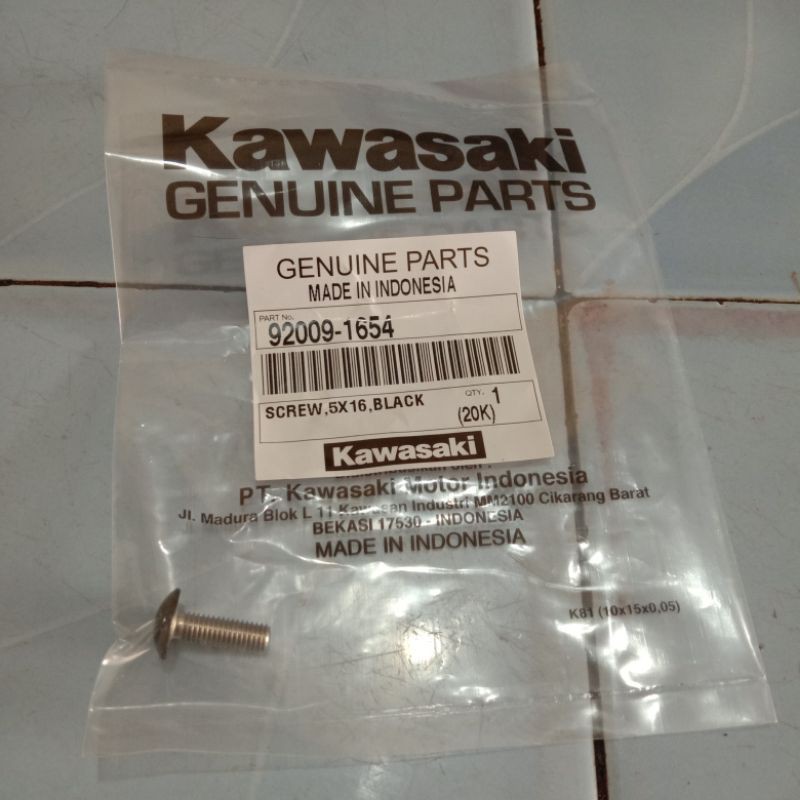 Kawasaki
GENUINE PARTS
GENUINE PARTS
MADE IN INDONESIA
PART No.
92009-1654
SCREW,5X16,BLACK
QTY. 1
(20K)
Kawasaki
PT. Kawasaki Motor Indonesia
Jl. Madura Blok L 11 Kawasan Industri MM2100 Cikarang Barat
BEKASI 17530 - INDONESIA
MADE IN INDONESIA
K81 (10x15x0,05)